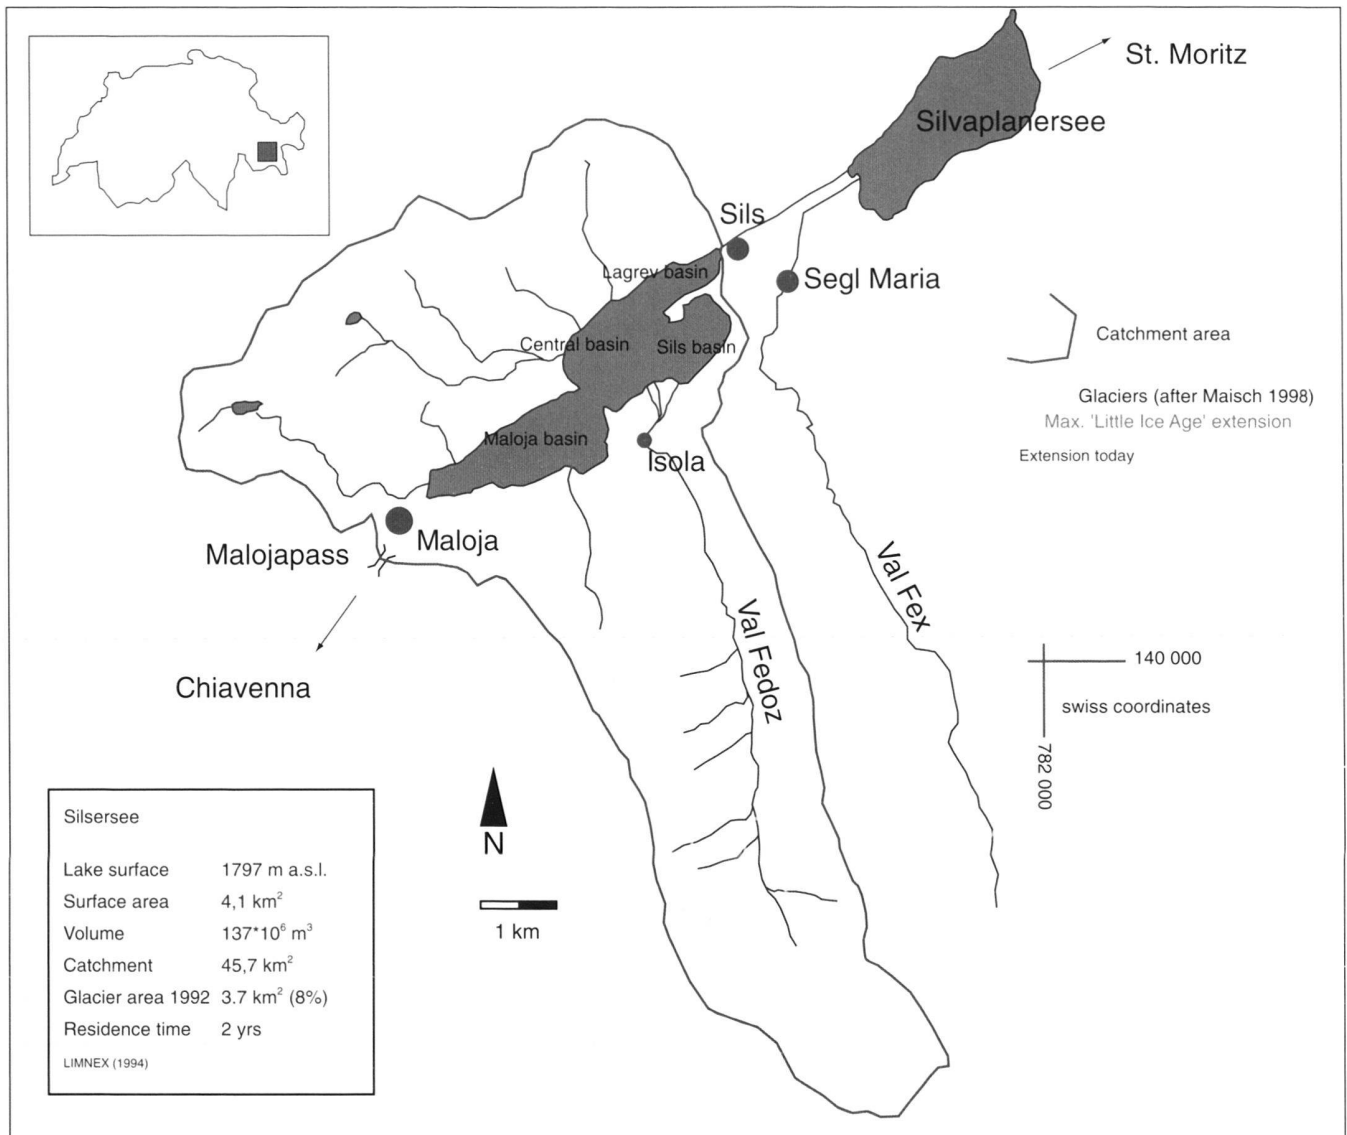 St. Moritz
Silvaplanersee
Sils
Lagrev basin
Segl Maria
Catchment area
Central basin
Sils basin
Glaciers (after Maisch 1998)
Max. 'Little Ice Age' extension
Maloja basin
Isola
Extension today
Maloja
Malojapass
Val Fex
Val Fedoz
140 000
Chiavenna
swiss coordinates
782 000
Silsersee
Lake surface 1797 m a.s.l.
Surface area 4,1 km²
Volume 137*10⁶ m³
Catchment 45,7 km²
Glacier area 1992 3.7 km² (8%)
Residence time 2 yrs
LIMNEX (1994)
N
1 km